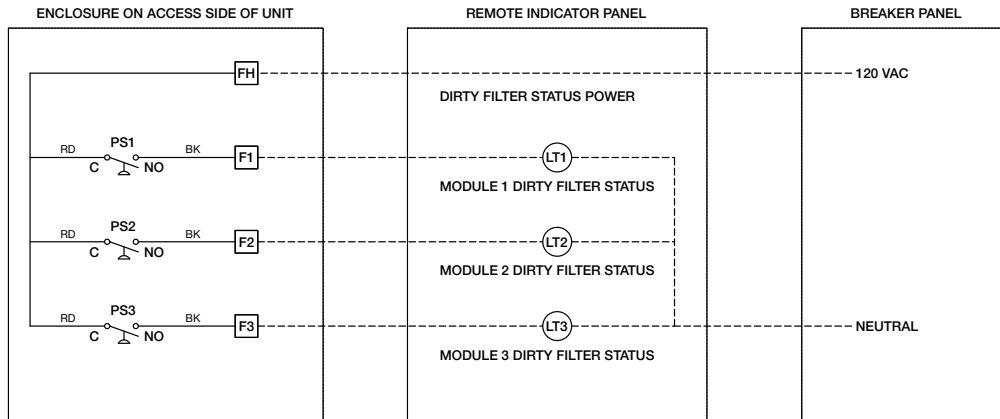 ENCLOSURE ON ACCESS SIDE OF UNIT
REMOTE INDICATOR PANEL
BREAKER PANEL
FH
120 VAC
DIRTY FILTER STATUS POWER
PS1
RD
BK
F1
LT1
C
NO
MODULE 1 DIRTY FILTER STATUS
PS2
RD
BK
F2
LT2
C
NO
MODULE 2 DIRTY FILTER STATUS
PS3
RD
BK
F3
LT3
NEUTRAL
C
NO
MODULE 3 DIRTY FILTER STATUS